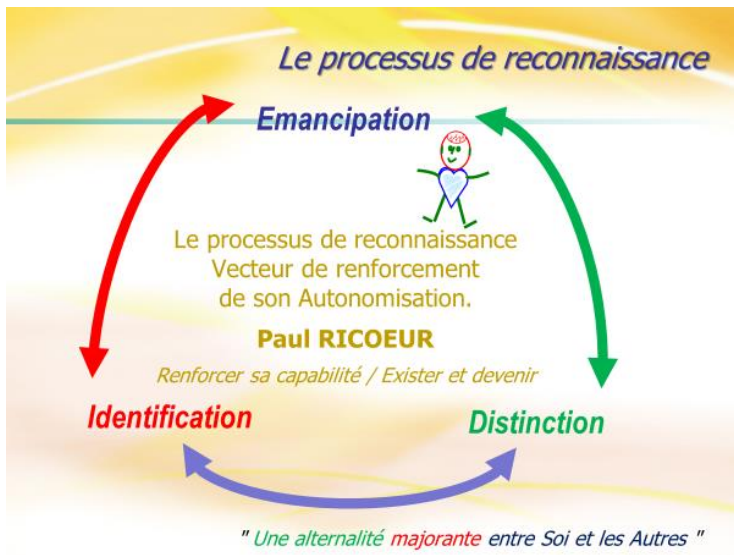 Le processus de reconnaissance
Emancipation
Le processus de reconnaissance
Vecteur de renforcement
de son Autonomisation.
Paul RICOEUR
Renforcer sa capabilité / Exister et devenir
Identification
Distinction
" Une alternalité majorante entre Soi et les Autres "